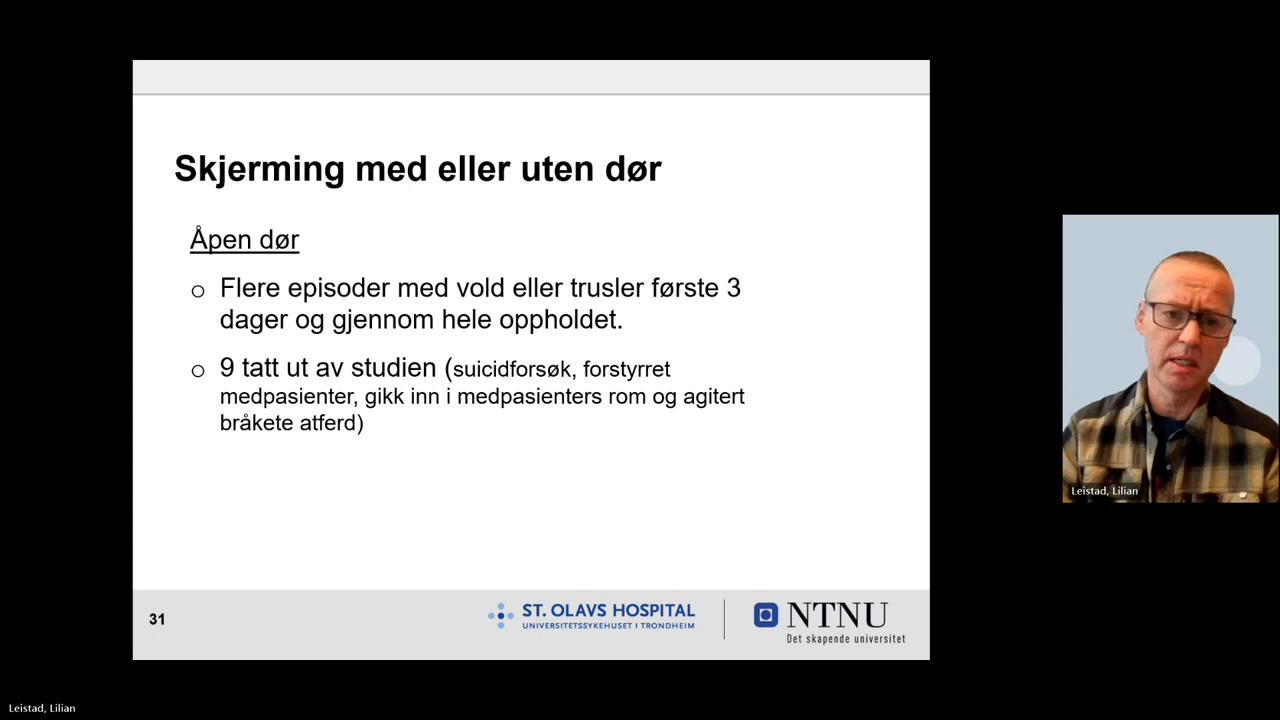 Skjerming med eller uten dør
Åpen dør
o Flere episoder med vold eller trusler første 3
dager og gjennom hele oppholdet.
o 9 tatt ut av studien (suicidforsøk, forstyrret
medpasienter, gikk inn i medpasienters rom og agitert
bråkete atferd)
31
ST. OLAVS HOSPITAL
UNIVERSITETSSYKEHUSET I TRONDHEIM
NTNU
Det skapende universitet
Leistad, Lilian
Leistad, Lilian